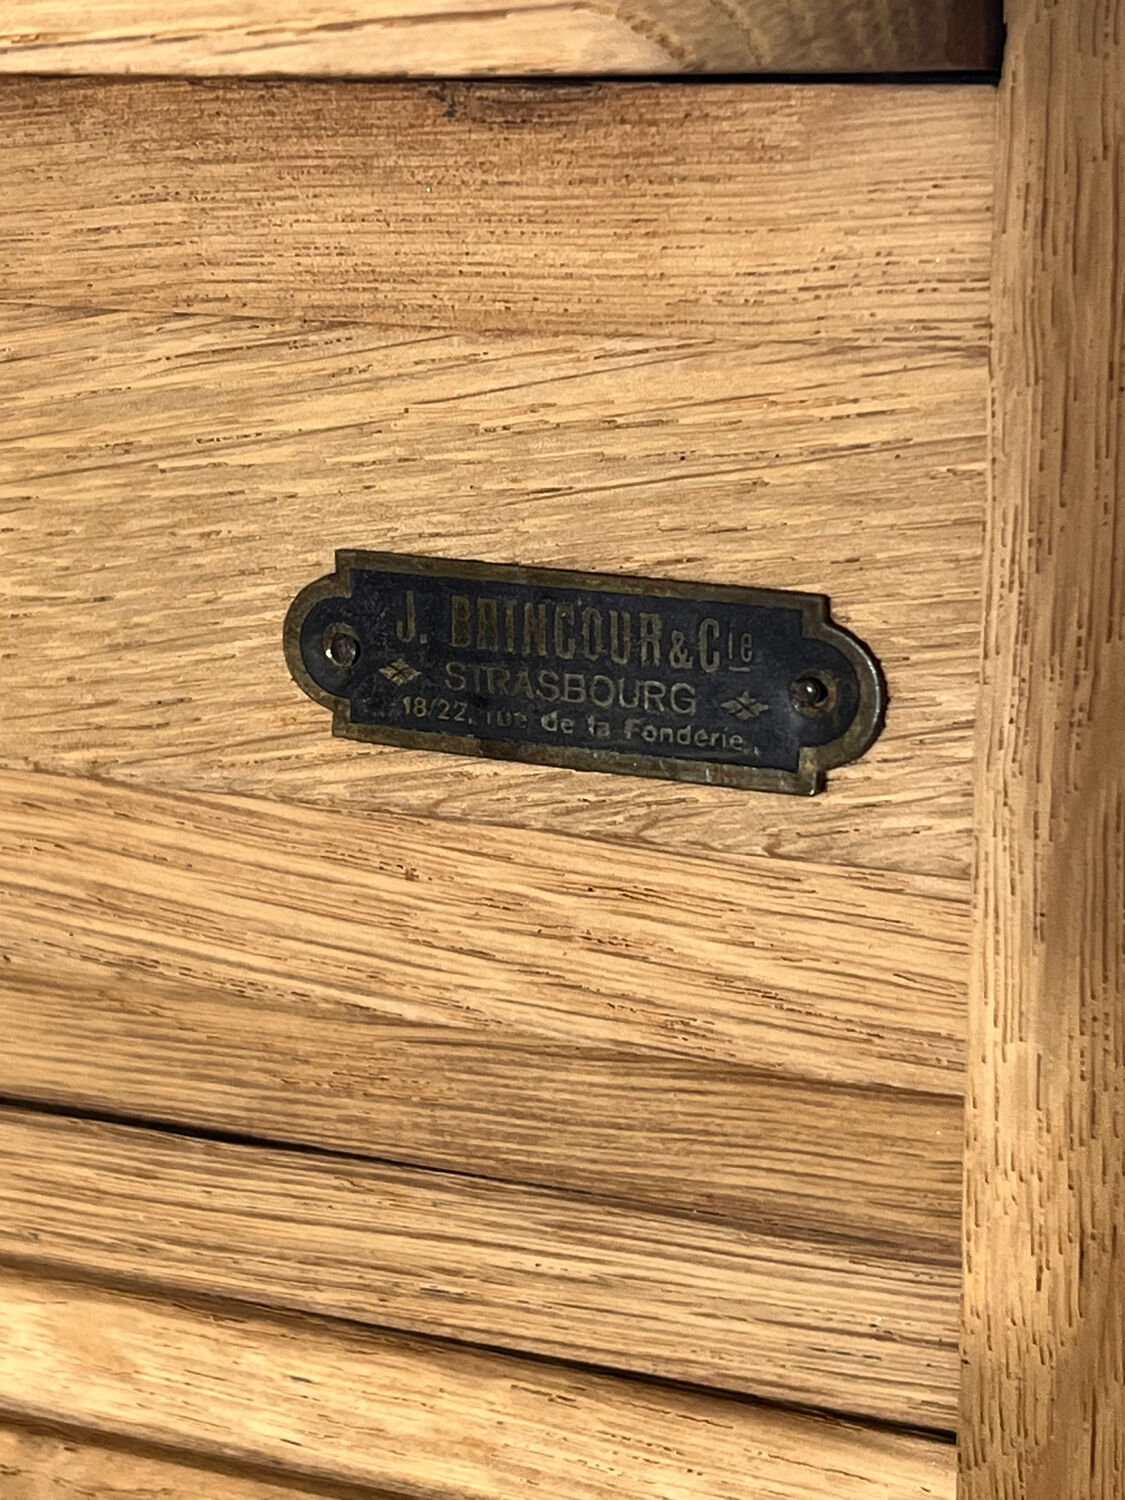 J. BRINCOUR & Cie
STRASBOURG
18/22, rue de la Fonderie